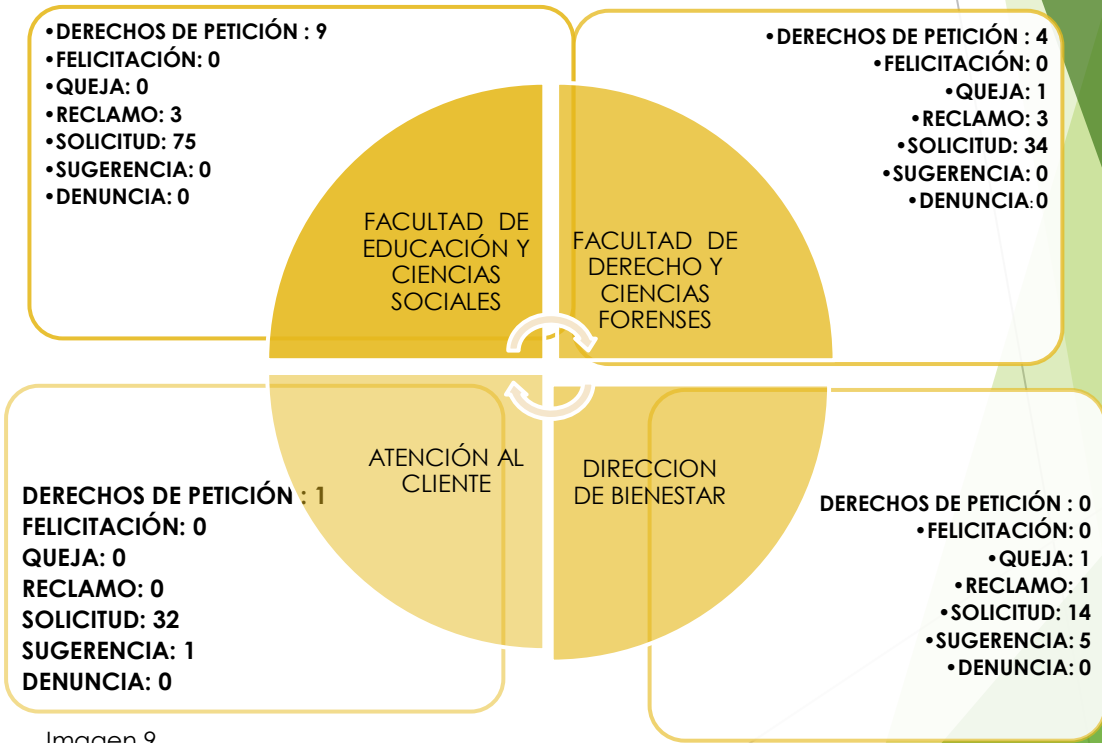 •DERECHOS DE PETICIÓN : 9
•FELICITACIÓN: 0
•QUEJA: 0
•RECLAMO: 3
•SOLICITUD: 75
•SUGERENCIA: 0
•DENUNCIA: 0
•DERECHOS DE PETICIÓN : 4
•FELICITACIÓN: 0
•QUEJA: 1
•RECLAMO: 3
•SOLICITUD: 34
•SUGERENCIA: 0
•DENUNCIA: 0
FACULTAD DE
EDUCACIÓN Y
CIENCIAS
SOCIALES
FACULTAD DE
DERECHO Y
CIENCIAS
FORENSES
ATENCIÓN AL
CLIENTE
DIRECCION
DE BIENESTAR
DERECHOS DE PETICIÓN : 1
FELICITACIÓN: 0
QUEJA: 0
RECLAMO: 0
SOLICITUD: 32
SUGERENCIA: 1
DENUNCIA: 0
DERECHOS DE PETICIÓN : 0
•FELICITACIÓN: 0
•QUEJA: 1
•RECLAMO: 1
•SOLICITUD: 14
•SUGERENCIA: 5
•DENUNCIA: 0
Imagen 9